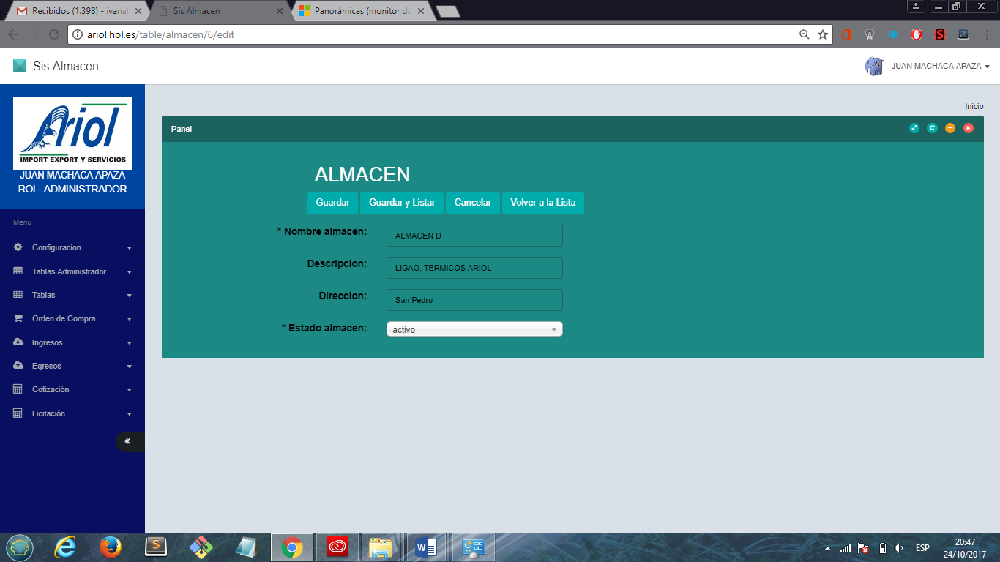 Recibidos (1.398) - ivanal
Sis Almacen
Panorámicas (monitor do
ariol.hol.es/table/almacen/6/edit
Sis Almacen
JUAN MACHACA APAZA
Ariol
IMPORT EXPORT Y SERVICIOS
JUAN MACHACA APAZA
ROL: ADMINISTRADOR
Menu
Configuracion
Tablas Administrador
Tablas
Orden de Compra
Ingresos
Egresos
Cotización
Licitación
Inicio
Panel
ALMACEN
Guardar Guardar y Listar Cancelar Volver a la Lista
* Nombre almacen: ALMACEN D
Descripcion: LIGAO, TERMICOS ARIOL
Direccion: San Pedro
* Estado almacen: activo
ESP
20:47
24/10/2017